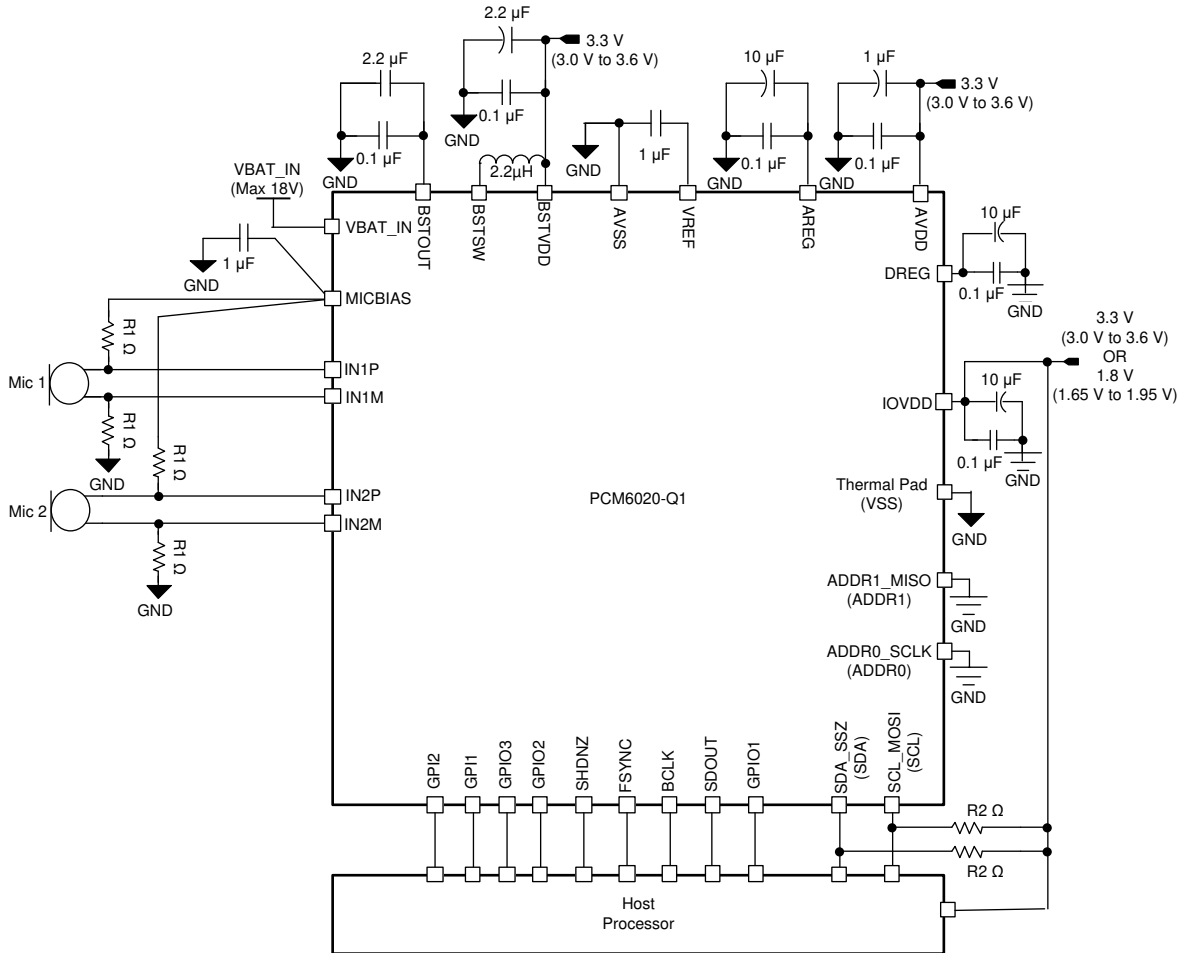 2.2 µF
3.3 V
(3.0 V to 3.6 V)
2.2 µF
0.1 µF
GND
0.1 µF
GND
2.2µH
GND
1 µF
10 µF
0.1 µF
GND
1 µF
3.3 V
(3.0 V to 3.6 V)
0.1 µF
GND
VBAT_IN
(Max 18V)
BSTOUT
BSTSW
BSTVDD
AVSS
VREF
AREG
AVDD
VBAT_IN
1 µF
GND
MICBIAS
DREG
10 µF
0.1 µF
GND
R1 Ω
Mic 1
IN1P
IN1M
R1 Ω
GND
R1 Ω
Mic 2
IN2P
IN2M
R1 Ω
GND
PCM6020-Q1
3.3 V
(3.0 V to 3.6 V)
OR
1.8 V
(1.65 V to 1.95 V)
IOVDD
10 µF
0.1 µF
GND
Thermal Pad
(VSS)
GND
ADDR1_MISO
(ADDR1)
GND
ADDR0_SCLK
(ADDR0)
GND
GPI2
GPI1
GPIO3
GPIO2
SHDNZ
FSYNC
BCLK
SDOUT
GPIO1
SDA_SSZ
(SDA)
SCL_MOSI
(SCL)
R2 Ω
R2 Ω
Host
Processor